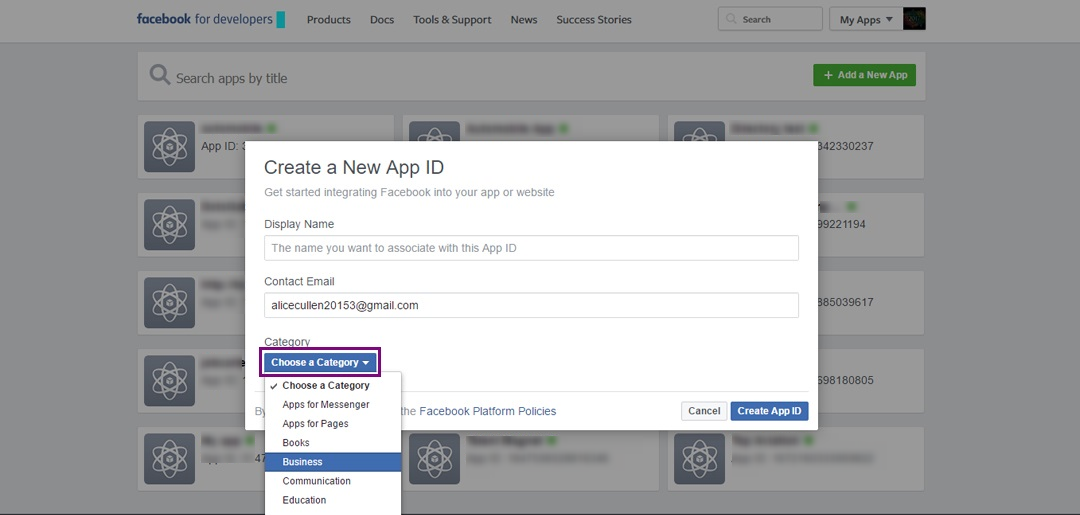 facebook for developers Products Docs Tools & Support News Success Stories Search My Apps
Search apps by title + Add a New App
App ID: 3
342330237
Create a New App ID
Get started integrating Facebook into your app or website
99221194
Display Name
The name you want to associate with this App ID
Contact Email
885039617
alicecullen20153@gmail.com
Category
Choose a Category
598180805
✓ Choose a Category
Apps for Messenger
the Facebook Platform Policies Cancel Create App ID
Apps for Pages
Books
My app
47
Business
Communication
Education